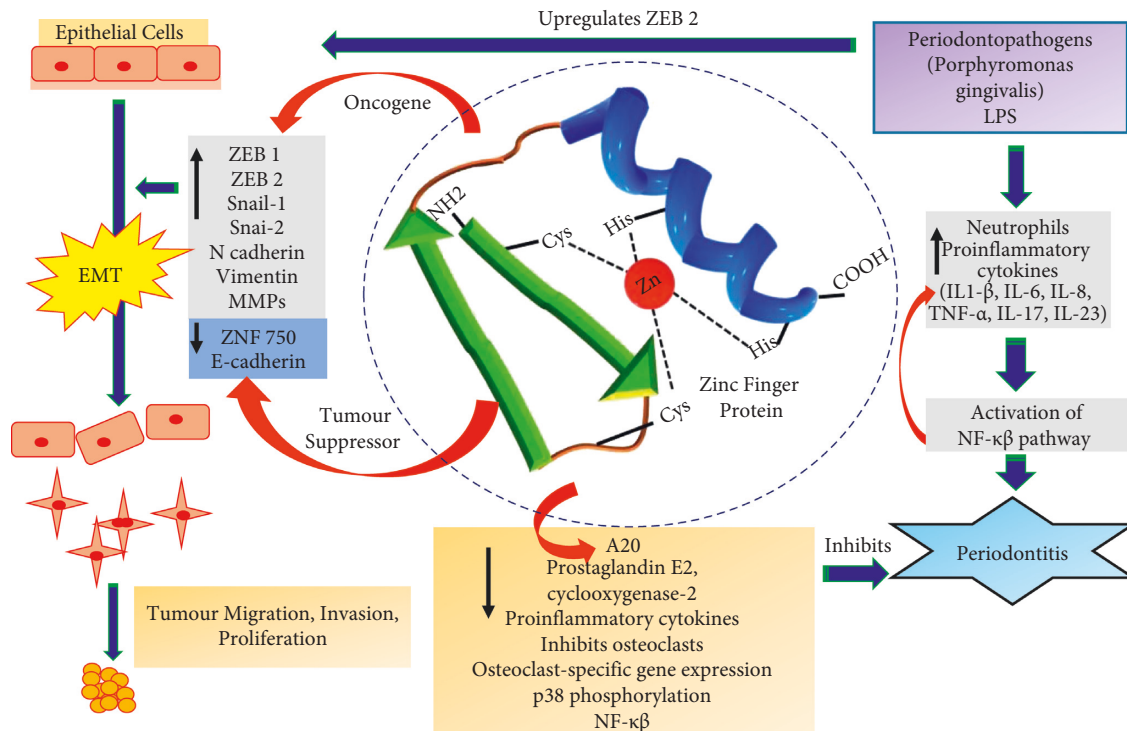 Upregulates ZEB 2
Epithelial Cells
Periodontopathogens
(Porphyromonas
gingivalis)
LPS
Oncogene
ZEB 1
ZEB 2
Snail-1
Snai-2
N cadherin
Vimentin
MMPs
ZNF 750
E-cadherin
EMT
NH2
Cys
His
Zn
COOH
His
Cys
Zinc Finger
Protein
Neutrophils
Proinflammatory
cytokines
(IL1-β, IL-6, IL-8,
TNF-α, IL-17, IL-23)
Tumour
Suppressor
Activation of
NF-κβ pathway
A20
Prostaglandin E2,
cyclooxygenase-2
Proinflammatory cytokines
Inhibits osteoclasts
Osteoclast-specific gene expression
p38 phosphorylation
NF-κβ
Inhibits
Periodontitis
Tumour Migration, Invasion,
Proliferation